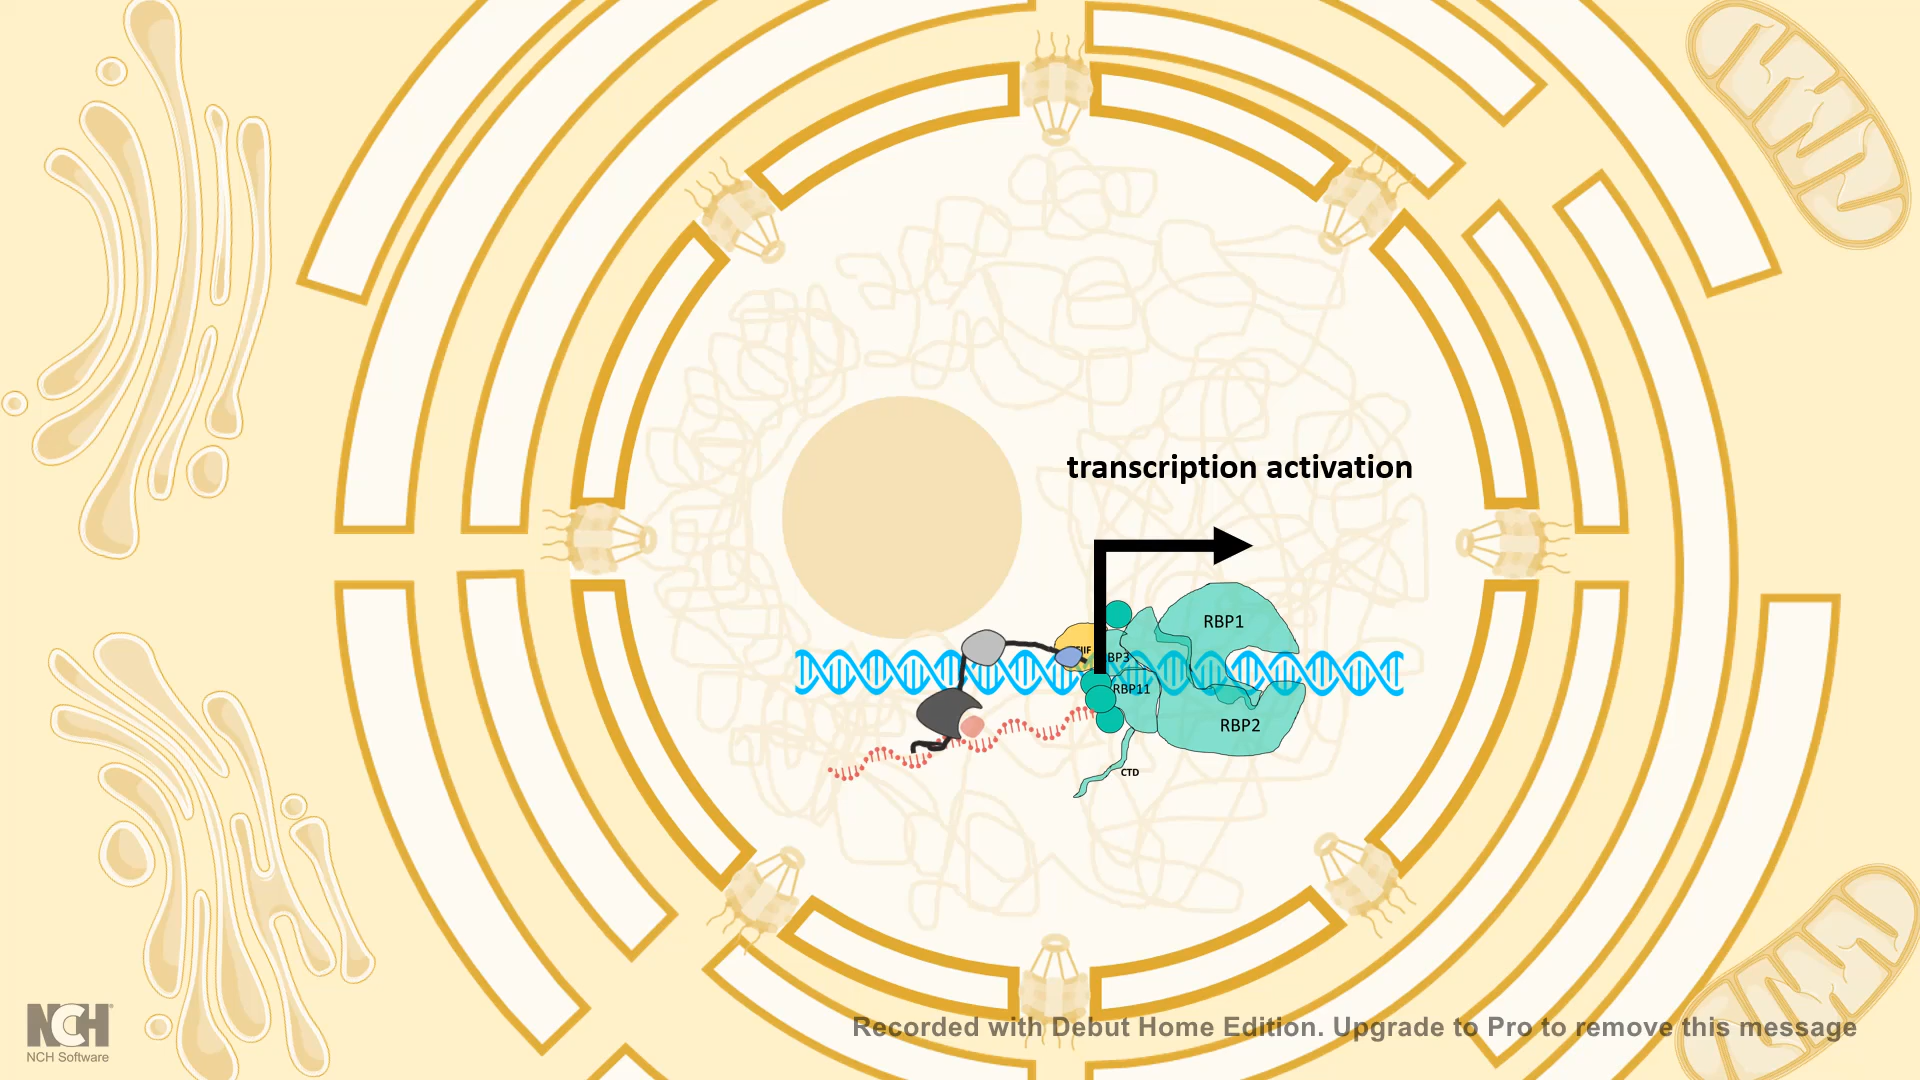 transcription activation
RBP1
RBP11
RBP2
CTD
NCH
NCH Software
Recorded with Debut Home Edition. Upgrade to Pro to remove this message